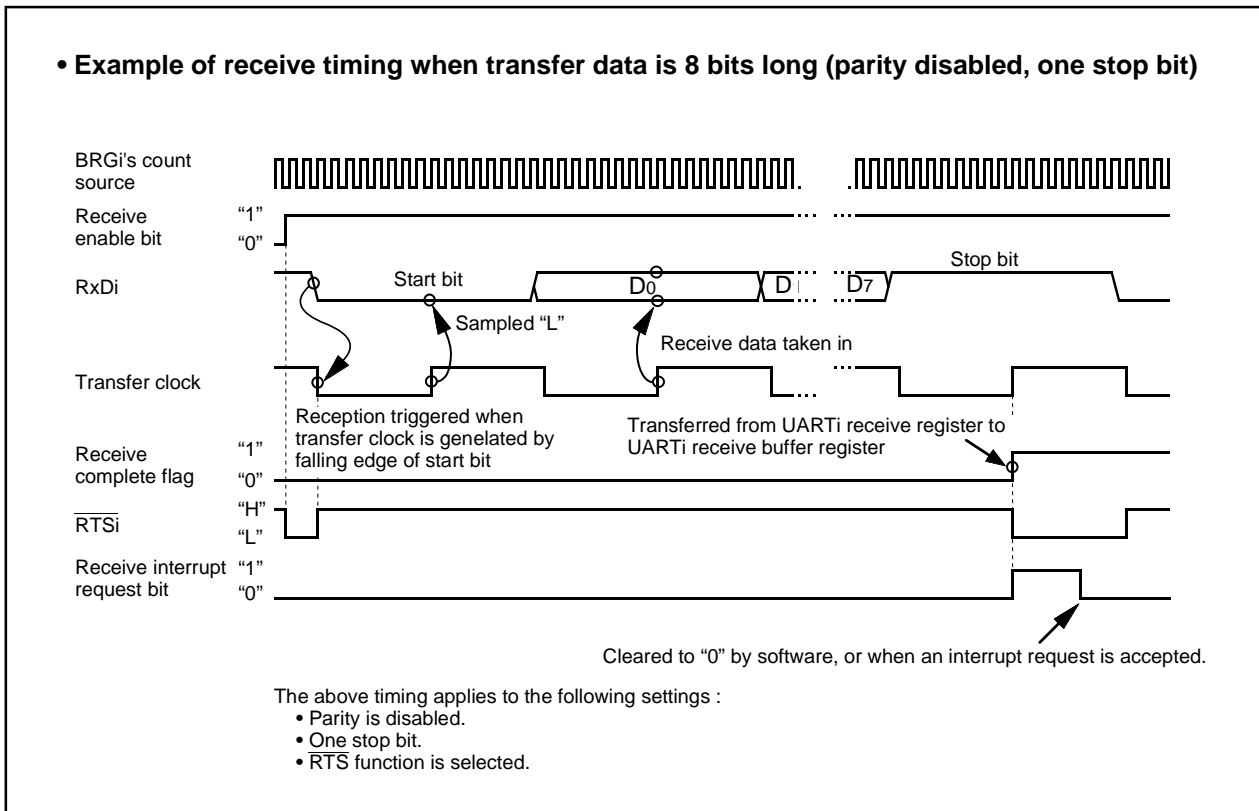 • Example of receive timing when transfer data is 8 bits long (parity disabled, one stop bit)
BRGi's count
source
Receive
enable bit
“1”
“0”
RxDi
Start bit
D0
D
D7
Stop bit
Sampled “L”
Receive data taken in
Transfer clock
Reception triggered when
transfer clock is genelated by
falling edge of start bit
Transferred from UARTi receive register to
UARTi receive buffer register
Receive
complete flag
“1”
“0”
RTSi
“H”
“L”
Receive interrupt
request bit
“1”
“0”
Cleared to “0” by software, or when an interrupt request is accepted.
The above timing applies to the following settings :
• Parity is disabled.
• One stop bit.
• RTS function is selected.